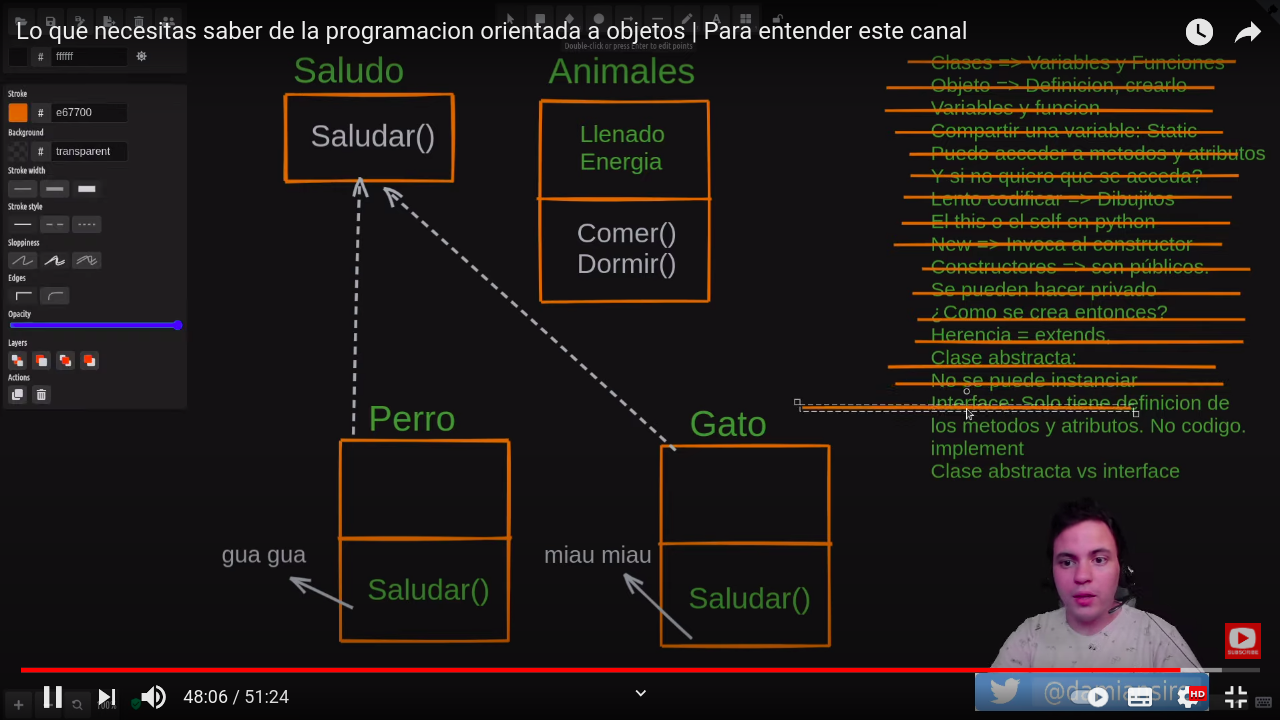 Lo que necesitas saber de la programacion orientada a objetos | Para entender este canal
# ffffff
Double-click or press Enter to edit points
Stroke
# e67700
Background
# transparent
Stroke width
Stroke style
Sloppiness
Edges
Opacity
Layers
Actions
Saludo
Saludar()
Animales
Llenado
Energia
Comer()
Dormir()
Perro
Saludar()
gua gua
Gato
Saludar()
miau miau
Clases => Variables y Funciones
Objeto => Definicion, crearlo
Variables y funcion
Compartir una variable: Static
Puedo acceder a metodos y atributos
Y si no quiero que se acceda?
Lento codificar => Dibujitos
El this o el self en python
New => Invoca al constructor
Constructores => son públicos.
Se pueden hacer privado
¿Como se crea entonces?
Herencia = extends.
Clase abstracta:
No se puede instanciar
Interface: Solo tiene definicion de
los metodos y atributos. No codigo.
implement
Clase abstracta vs interface
SUBSCRIBE
48:06 / 51:24
HD